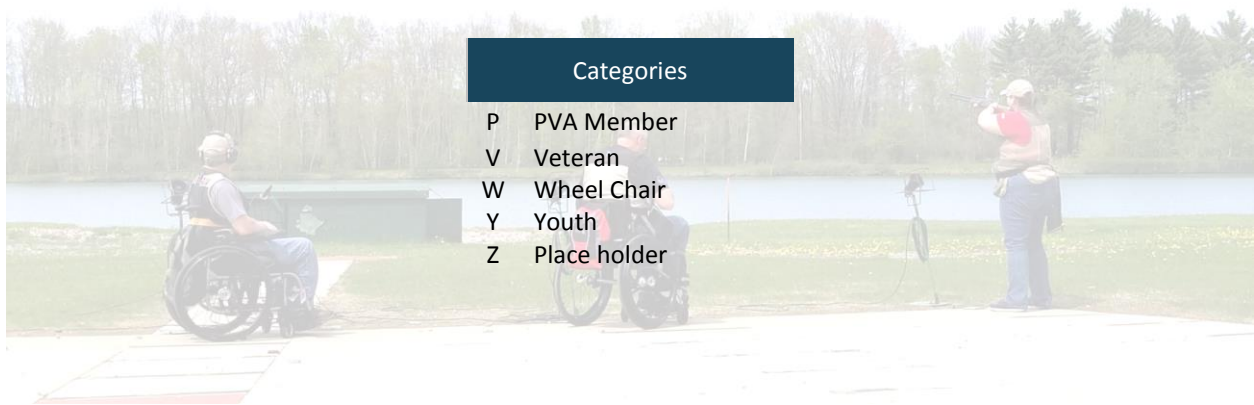 Categories
P PVA Member
V Veteran
W Wheel Chair
Y Youth
Z Place holder